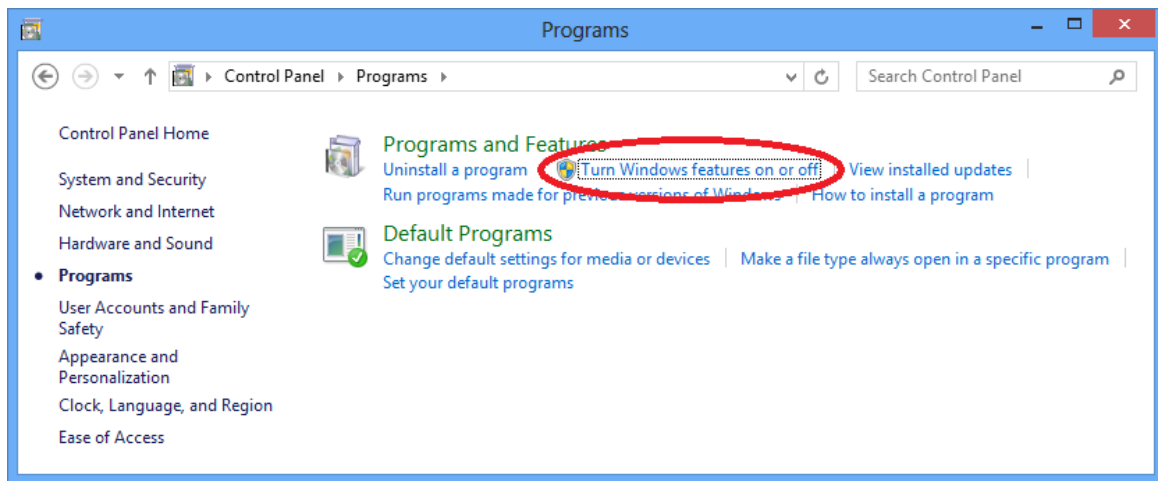 Programs
Control Panel Programs
Search Control Panel
Control Panel Home
System and Security
Network and Internet
Hardware and Sound
Programs
User Accounts and Family
Safety
Appearance and
Personalization
Clock, Language, and Region
Ease of Access
Programs and Features
Uninstall a program Turn Windows features on or off View installed updates
Run programs made for previous versions of Windows How to install a program
Default Programs
Change default settings for media or devices Make a file type always open in a specific program
Set your default programs